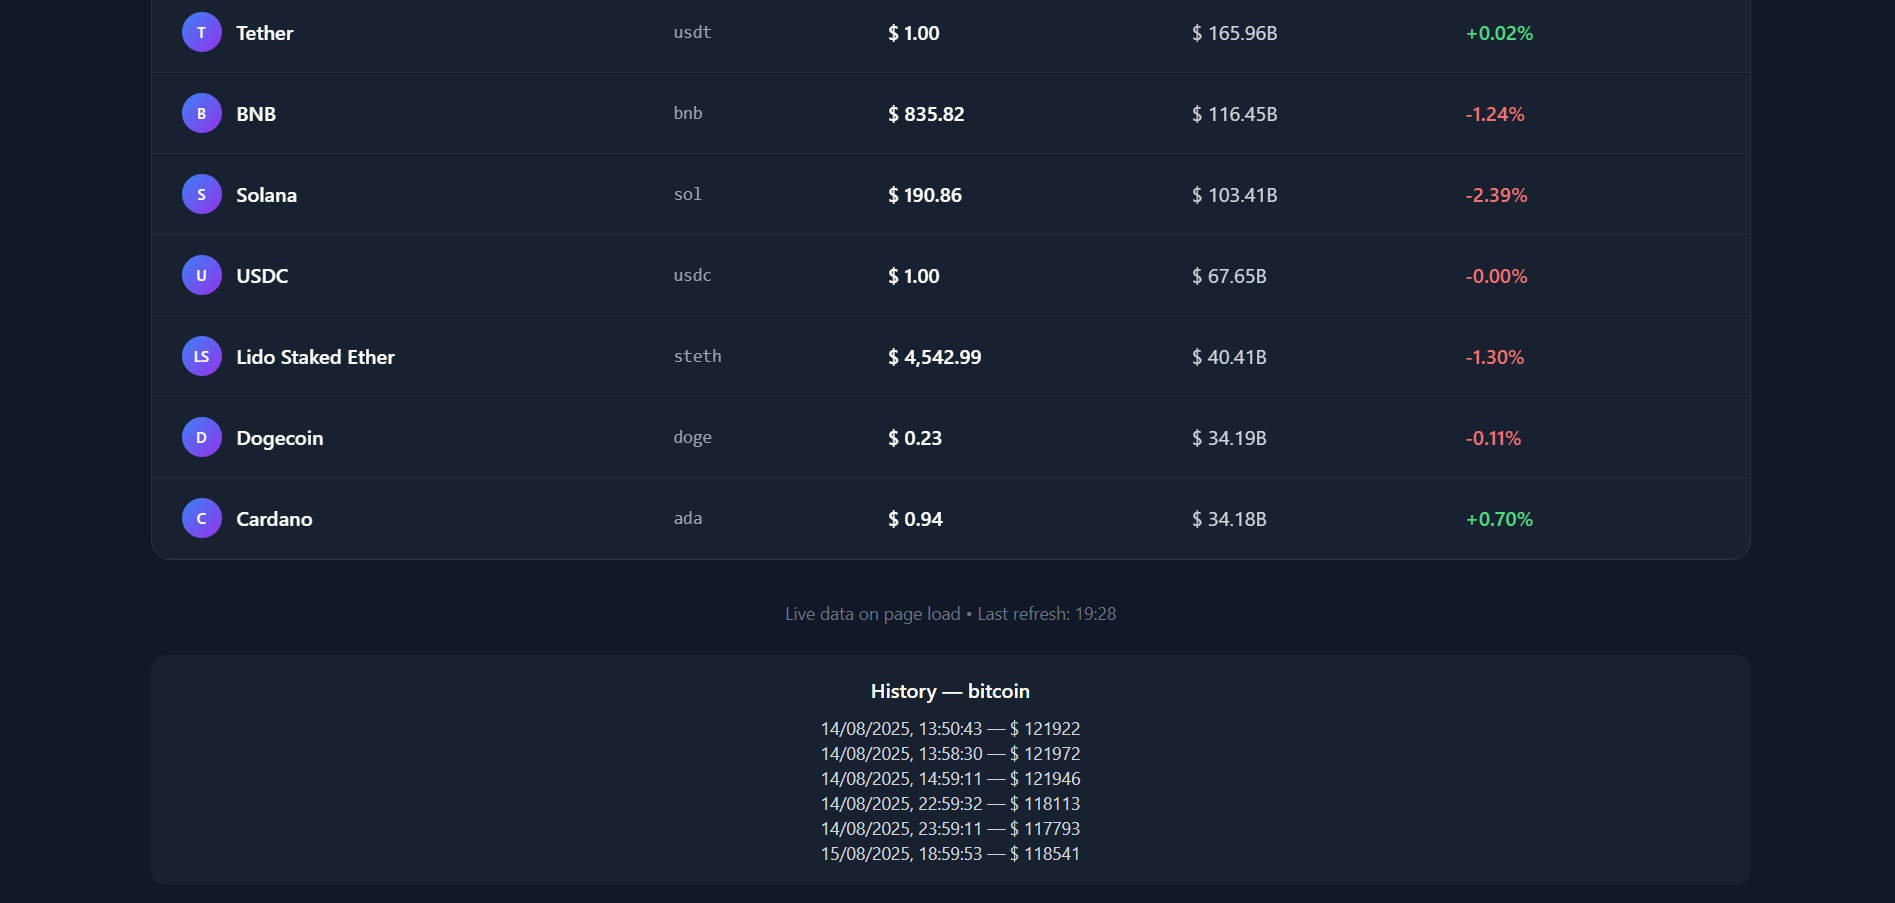 T Tether usdt $ 1.00 $ 165.96B +0.02%
B BNB bnb $ 835.82 $ 116.45B -1.24%
S Solana sol $ 190.86 $ 103.41B -2.39%
U USDC usdc $ 1.00 $ 67.65B -0.00%
LS Lido Staked Ether steth $ 4,542.99 $ 40.41B -1.30%
D Dogecoin doge $ 0.23 $ 34.19B -0.11%
C Cardano ada $ 0.94 $ 34.18B +0.70%
Live data on page load • Last refresh: 19:28
History — bitcoin
14/08/2025, 13:50:43 — $ 121922
14/08/2025, 13:58:30 — $ 121972
14/08/2025, 14:59:11 — $ 121946
14/08/2025, 22:59:32 — $ 118113
14/08/2025, 23:59:11 — $ 117793
15/08/2025, 18:59:53 — $ 118541